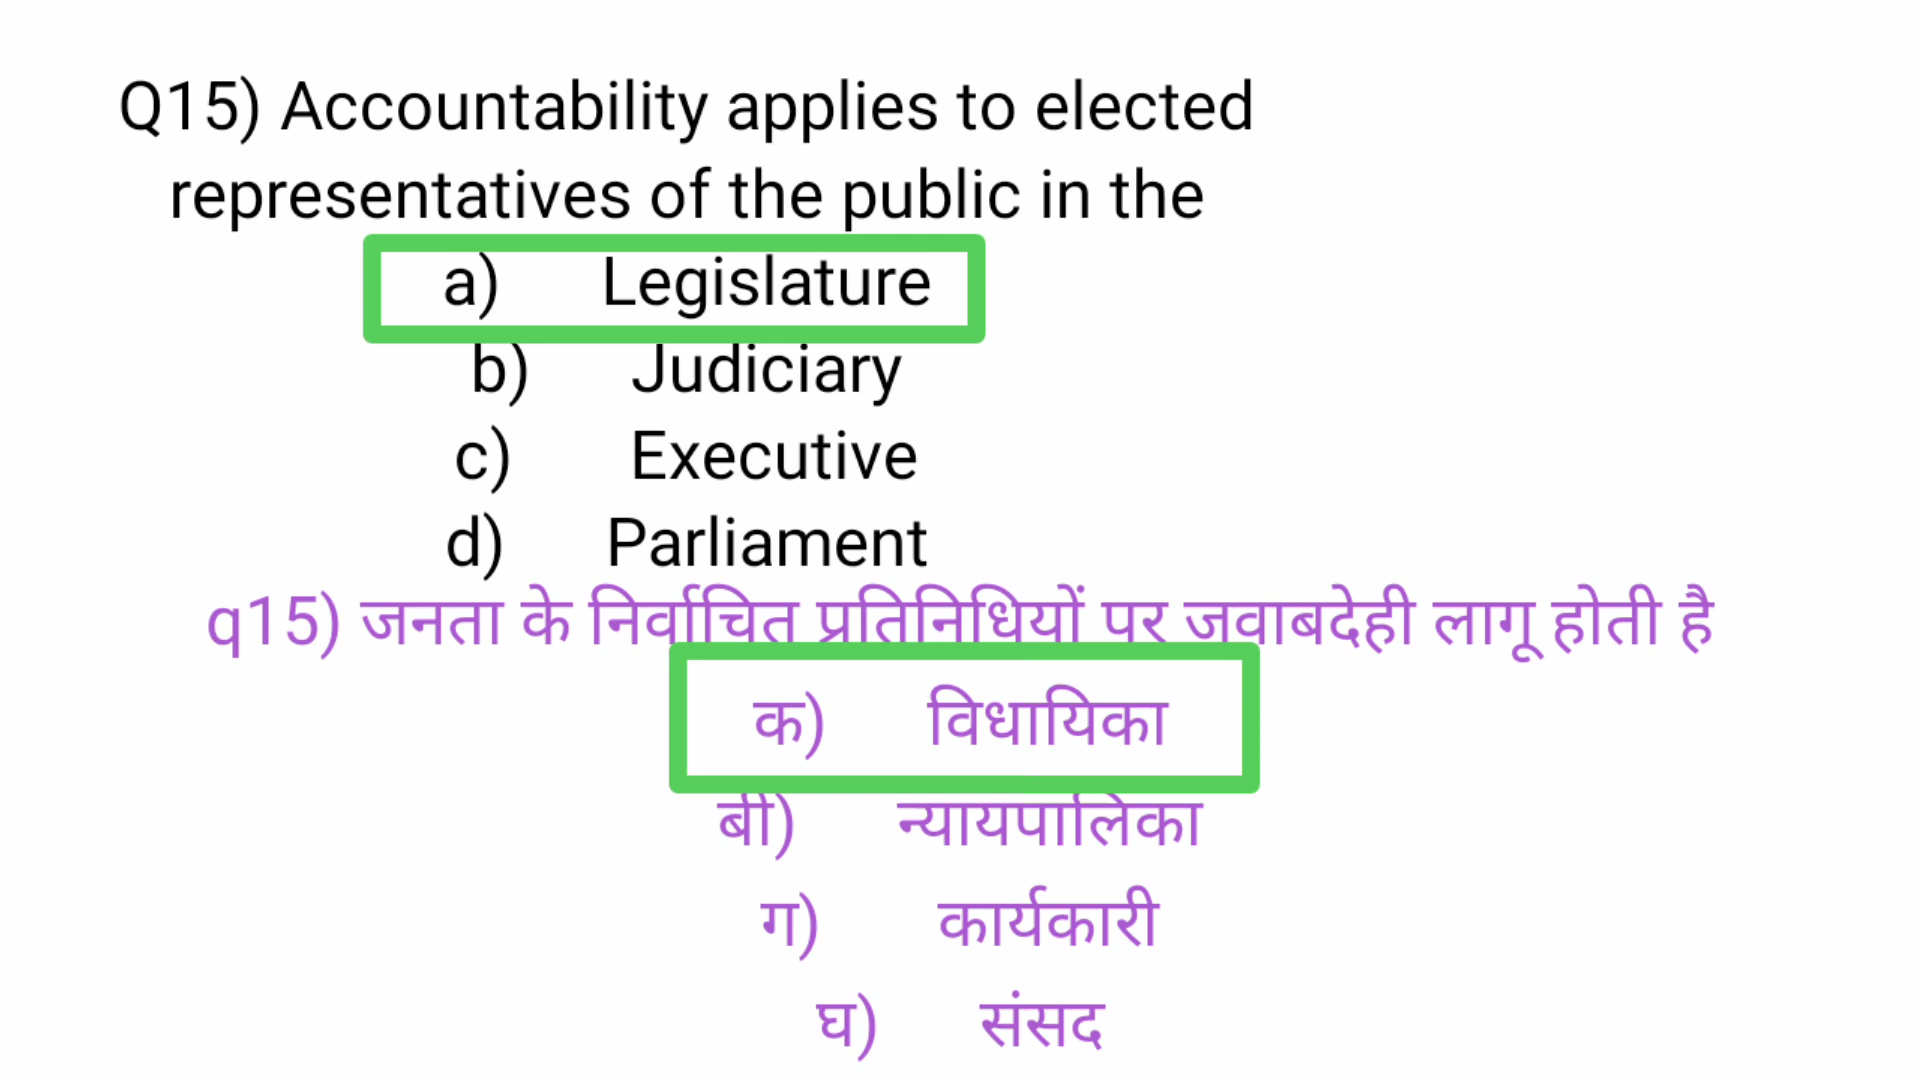 Q15) Accountability applies to elected
representatives of the public in the
a) Legislature
b) Judiciary
c) Executive
d) Parliament
q15) जनता के निर्वाचित प्रतिनिधियों पर जवाबदेही लागू होती है
क) विधायिका
बी) न्यायपालिका
ग) कार्यकारी
घ) संसद